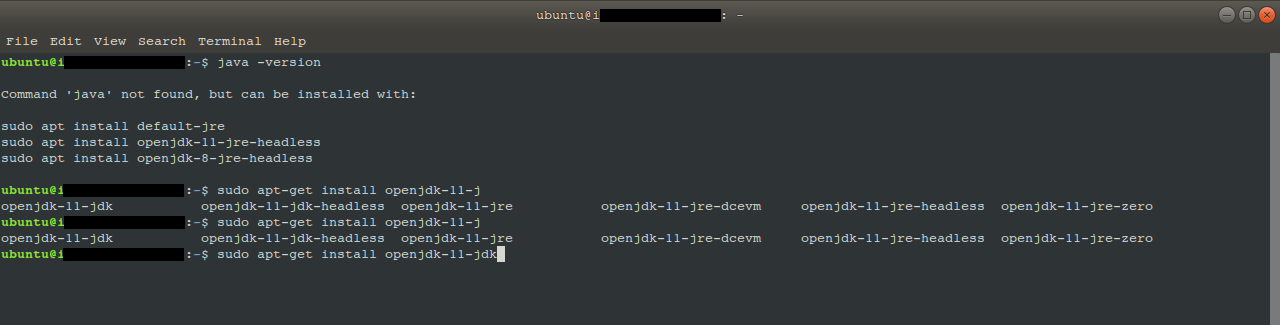 ubuntu@i: ~
File Edit View Search Terminal Help
ubuntu@i:~$ java -version
Command 'java' not found, but can be installed with:
sudo apt install default-jre
sudo apt install openjdk-11-jre-headless
sudo apt install openjdk-8-jre-headless
ubuntu@i:~$ sudo apt-get install openjdk-11-j
openjdk-11-jdk openjdk-11-jdk-headless openjdk-11-jre openjdk-11-jre-dcevm openjdk-11-jre-headless openjdk-11-jre-zero
ubuntu@i:~$ sudo apt-get install openjdk-11-j
openjdk-11-jdk openjdk-11-jdk-headless openjdk-11-jre openjdk-11-jre-dcevm openjdk-11-jre-headless openjdk-11-jre-zero
ubuntu@i:~$ sudo apt-get install openjdk-11-jdk